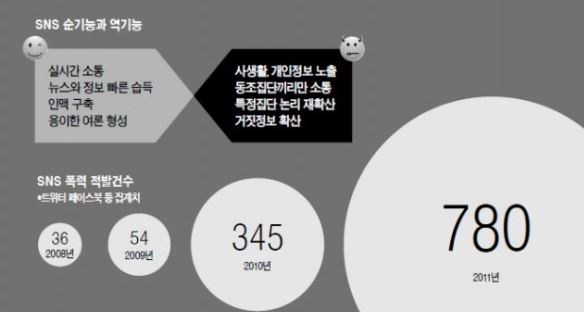 SNS 순기능과 역기능
실시간 소통
뉴스와 정보 빠른 습득
인맥 구축
용이한 여론 형성
사생활, 개인정보 노출
동조집단끼리만 소통
특정집단 논리 재확산
거짓정보 확산
SNS 폭력 적발건수
*트위터 페이스북 등 집계치
36
2008년
54
2009년
345
2010년
780
2011년